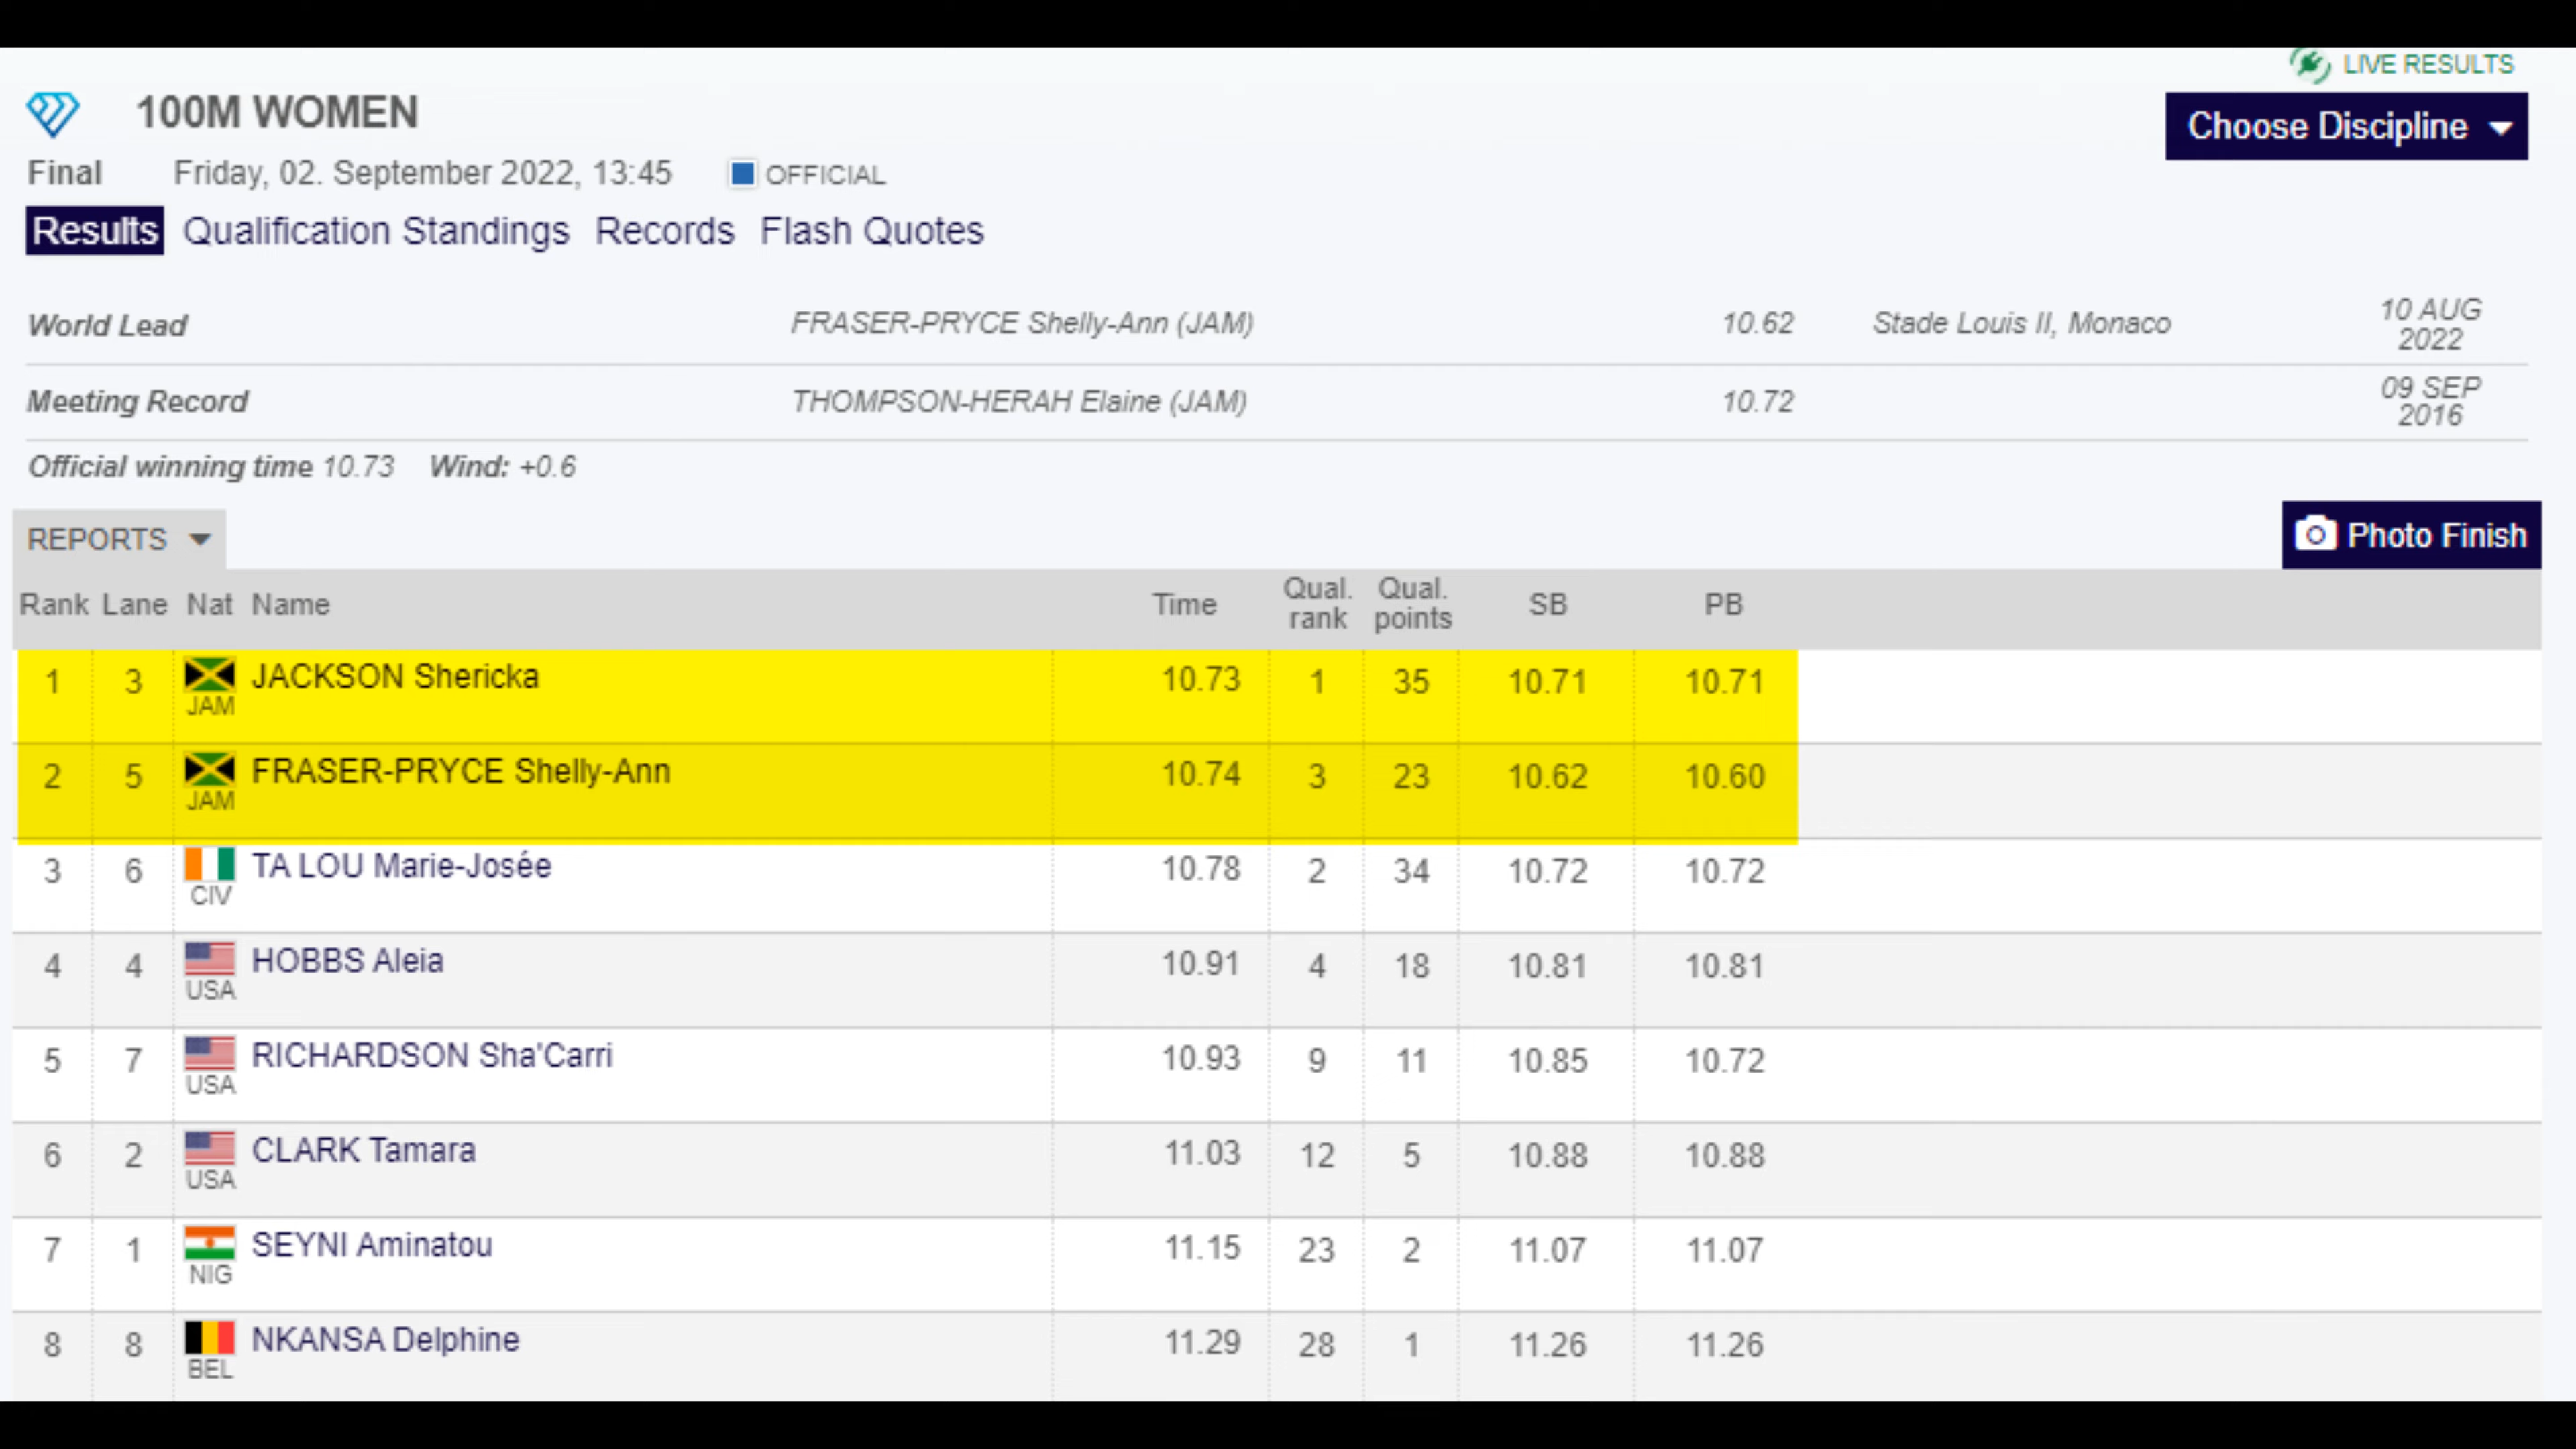 LIVE RESULTS
100M WOMEN
Choose Discipline
Final Friday, 02. September 2022, 13:45 OFFICIAL
Results Qualification Standings Records Flash Quotes
World Lead FRASER-PRYCE Shelly-Ann (JAM) 10.62 Stade Louis II, Monaco 10 AUG 2022
Meeting Record THOMPSON-HERAH Elaine (JAM) 10.72 09 SEP 2016
Official winning time 10.73 Wind: +0.6
REPORTS
Photo Finish
Rank Lane Nat Name Time Qual. rank Qual. points SB PB
1 3 JAM JACKSON Shericka 10.73 1 35 10.71 10.71
2 5 JAM FRASER-PRYCE Shelly-Ann 10.74 3 23 10.62 10.60
3 6 CIV TA LOU Marie-Josée 10.78 2 34 10.72 10.72
4 4 USA HOBBS Aleia 10.91 4 18 10.81 10.81
5 7 USA RICHARDSON Sha'Carri 10.93 9 11 10.85 10.72
6 2 USA CLARK Tamara 11.03 12 5 10.88 10.88
7 1 NIG SEYNI Aminatou 11.15 23 2 11.07 11.07
8 8 BEL NKANSA Delphine 11.29 28 1 11.26 11.26